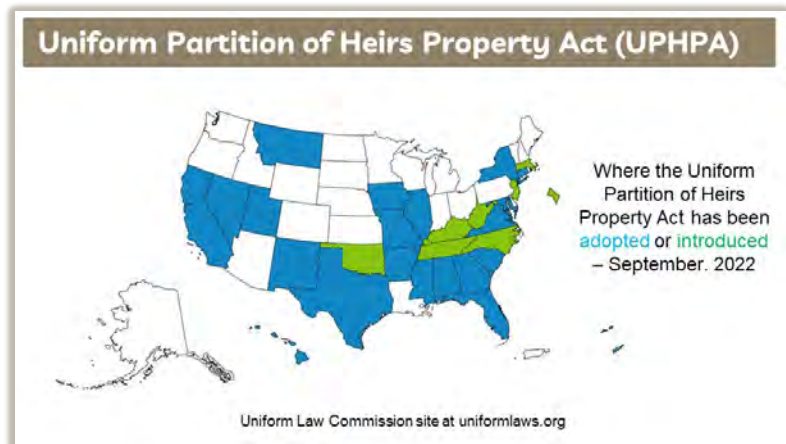 Uniform Partition of Heirs Property Act (UPHPA)
Where the Uniform
Partition of Heirs
Property Act has been
adopted or introduced
– September. 2022
Uniform Law Commission site at uniformlaws.org